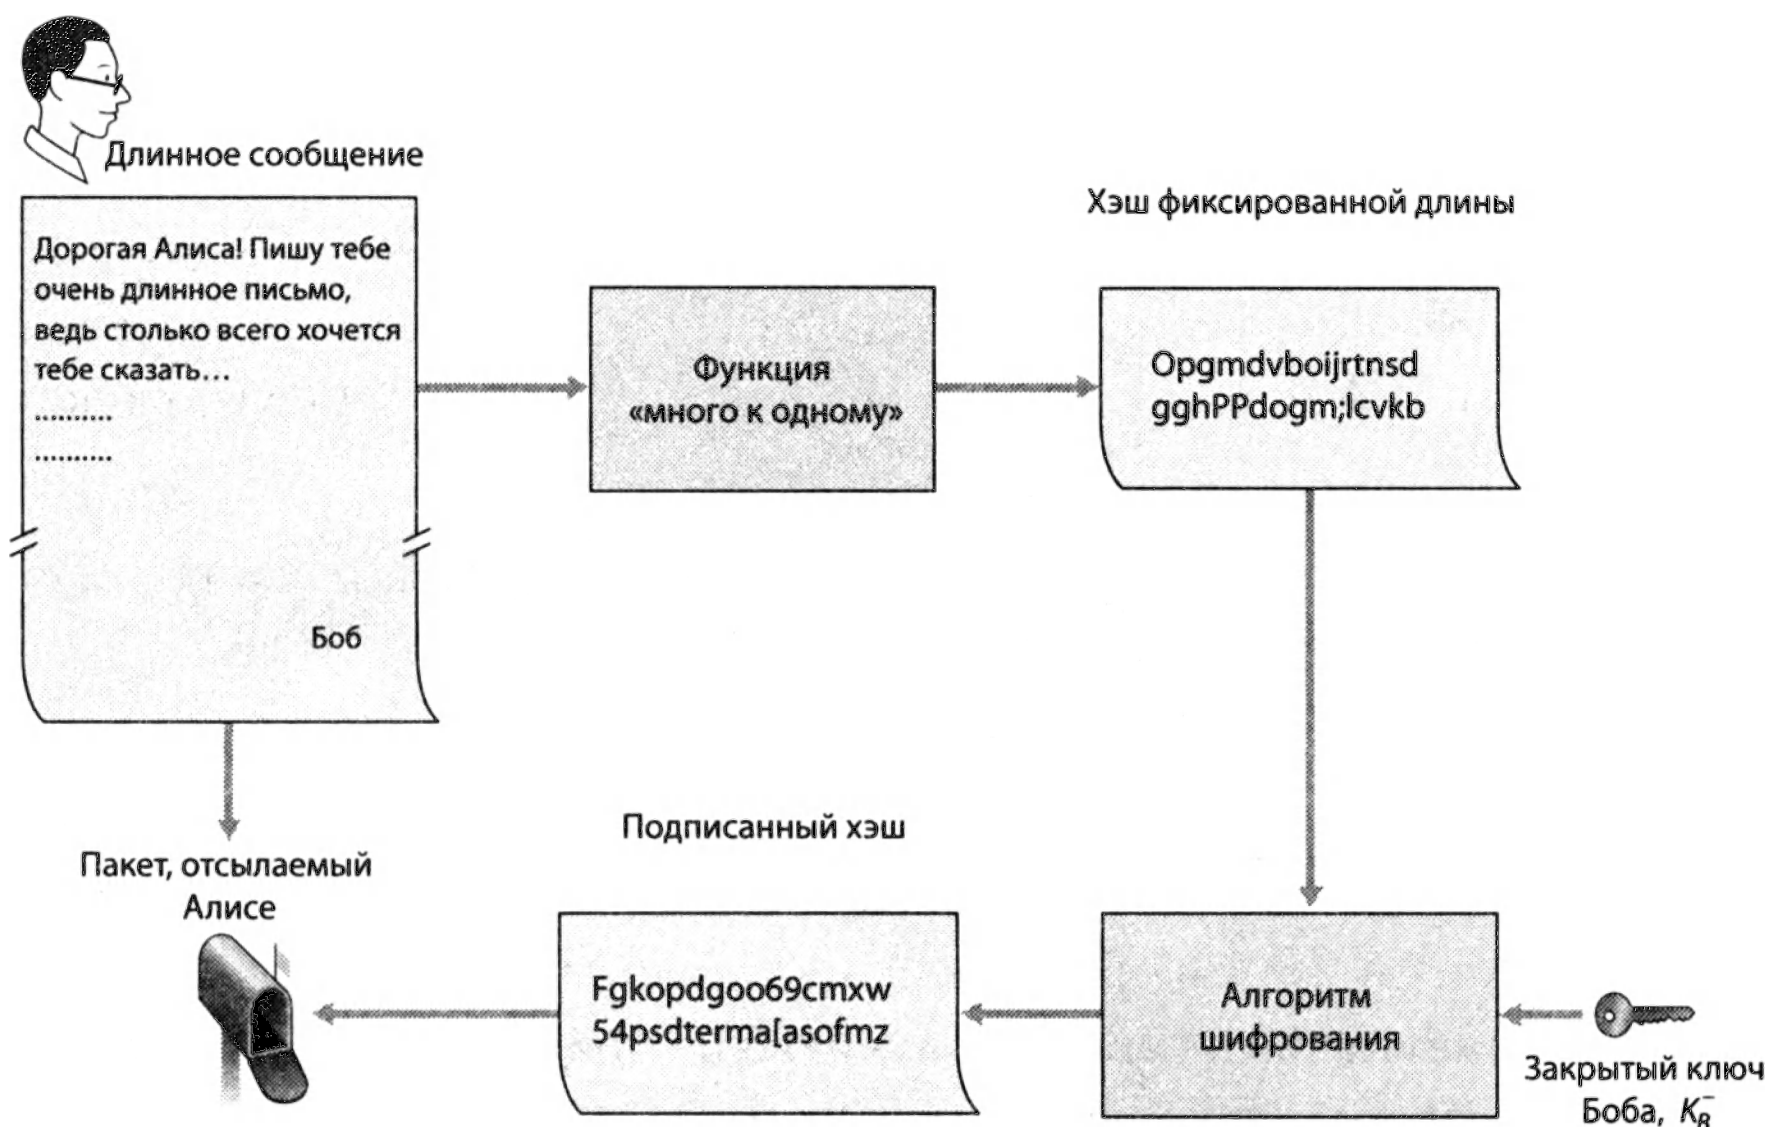 Длинное сообщение
Дорогая Алиса! Пишу тебе
очень длинное письмо,
ведь столько всего хочется
тебе сказать...
..........
..........
Боб
Функция
«много к одному»
Хэш фиксированной длины
Opgmdvboijrtnsd
gghPPdogm;lcvkb
Пакет, отсылаемый
Алисе
Подписанный хэш
Fgkopdgoo69cmxw
54psdterma[asofmz
Алгоритм
шифрования
Закрытый ключ
Боба, K_B^-